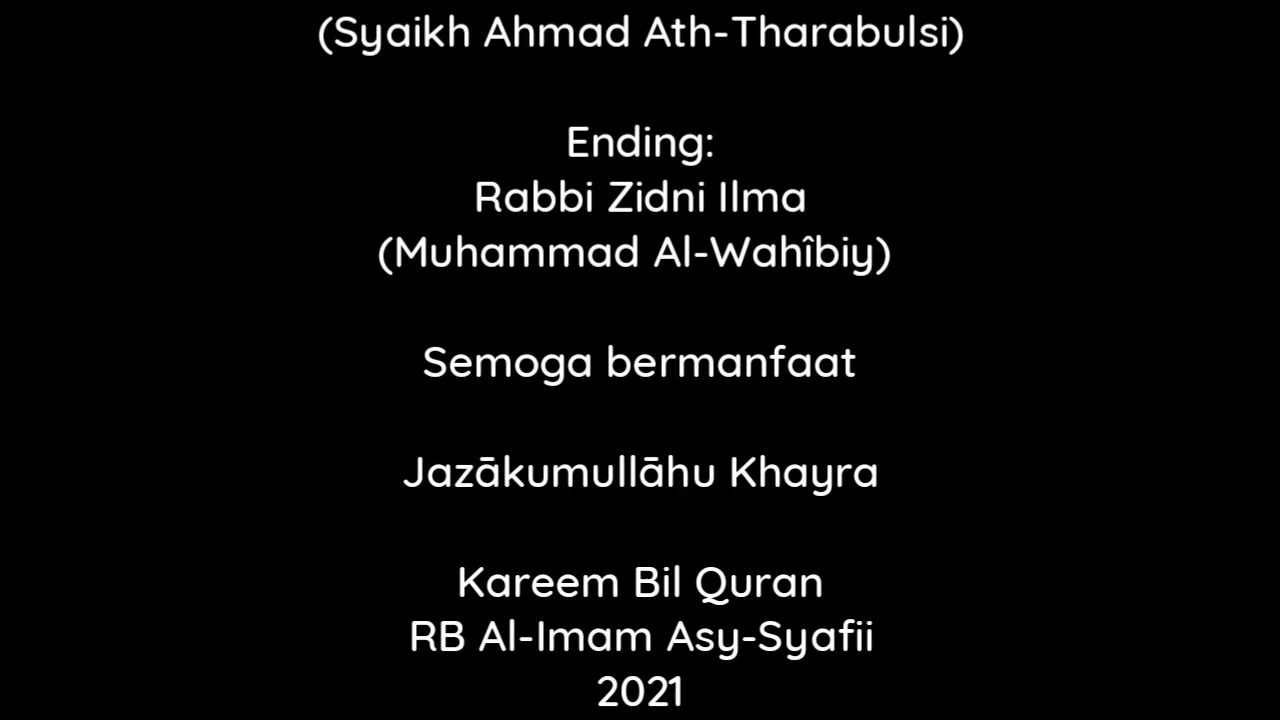 (Syaikh Ahmad Ath-Tharabulsi)
Ending:
Rabbi Zidni Ilma
(Muhammad Al-Wahîbiy)
Semoga bermanfaat
Jazākumullāhu Khayra
Kareem Bil Quran
RB Al-Imam Asy-Syafii
2021